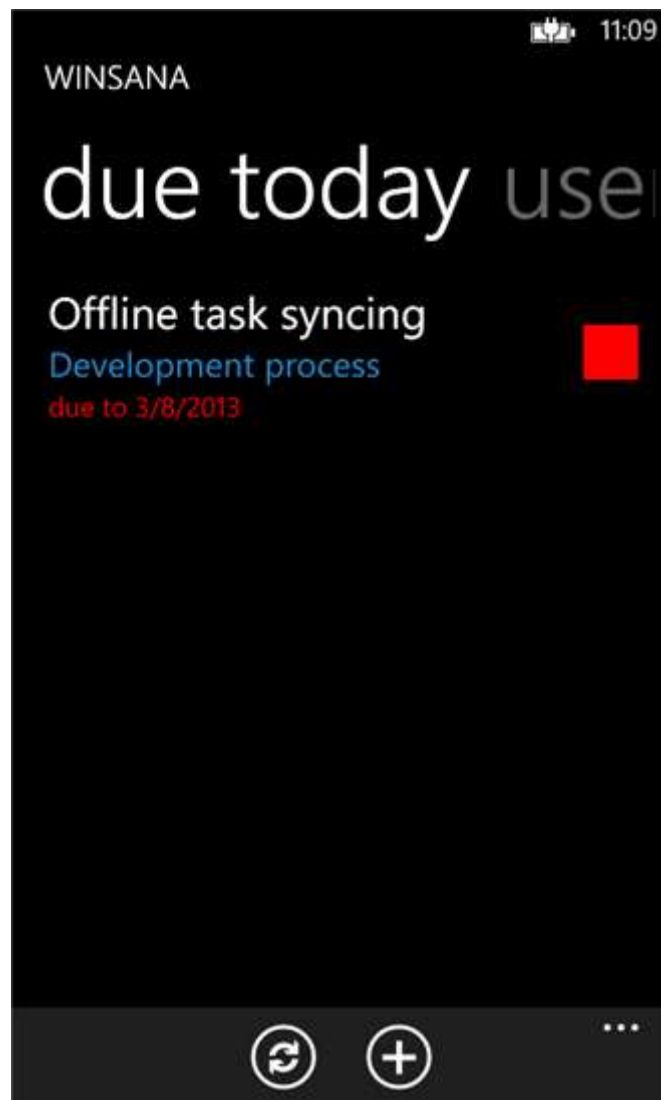 11:09
WINSANA
due today use
Offline task syncing
Development process
due to 3/8/2013